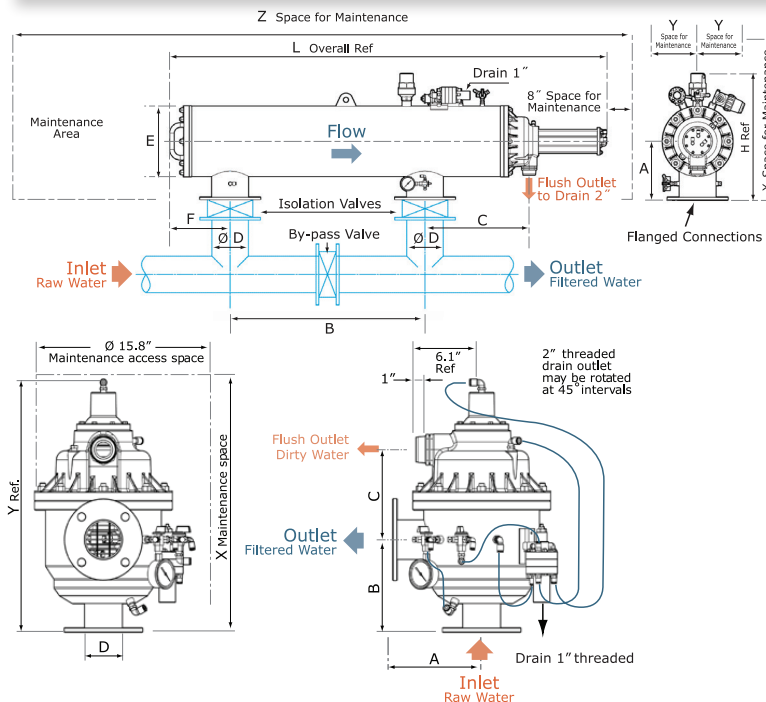 Z Space for Maintenance
L Overall Ref
Drain 1"
8" Space for
Maintenance
Maintenance
Area
E
Flow
Flush Outlet
to Drain 2"
Isolation Valves
F
C
Ø D
Ø D
By-pass Valve
Inlet
Raw Water
Outlet
Filtered Water
B
Y
Space for
Maintenance
Y
Space for
Maintenance
A
H Ref
X Space for Maintenance
Flanged Connections
Ø 15.8"
Maintenance access space
Y Ref.
X Maintenance space
D
6.1"
Ref
1"
2" threaded
drain outlet
may be rotated
at 45° intervals
Flush Outlet
Dirty Water
C
Outlet
Filtered Water
B
A
Drain 1" threaded
Inlet
Raw Water